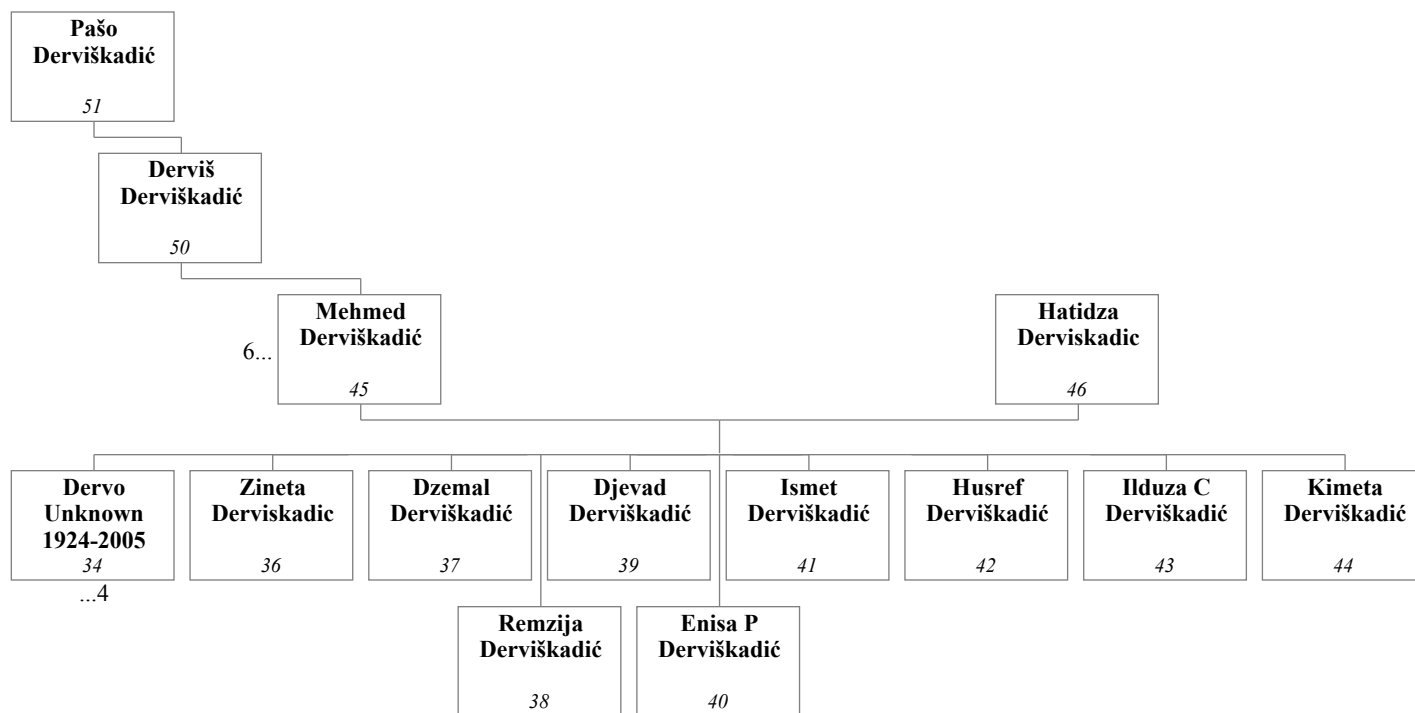 Pašo
Derviškadić
51
Derviš
Derviškadić
50
Mehmed
Derviškadić
6...
45
Hatidza
Derviskadic
46
Dervo
Unknown
1924-2005
34
...4
Zineta
Derviskadic
36
Dzemal
Derviškadić
37
Djevad
Derviškadić
39
Ismet
Derviškadić
41
Husref
Derviškadić
42
Ilduza C
Derviškadić
43
Kimeta
Derviškadić
44
Remzija
Derviškadić
38
Enisa P
Derviškadić
40